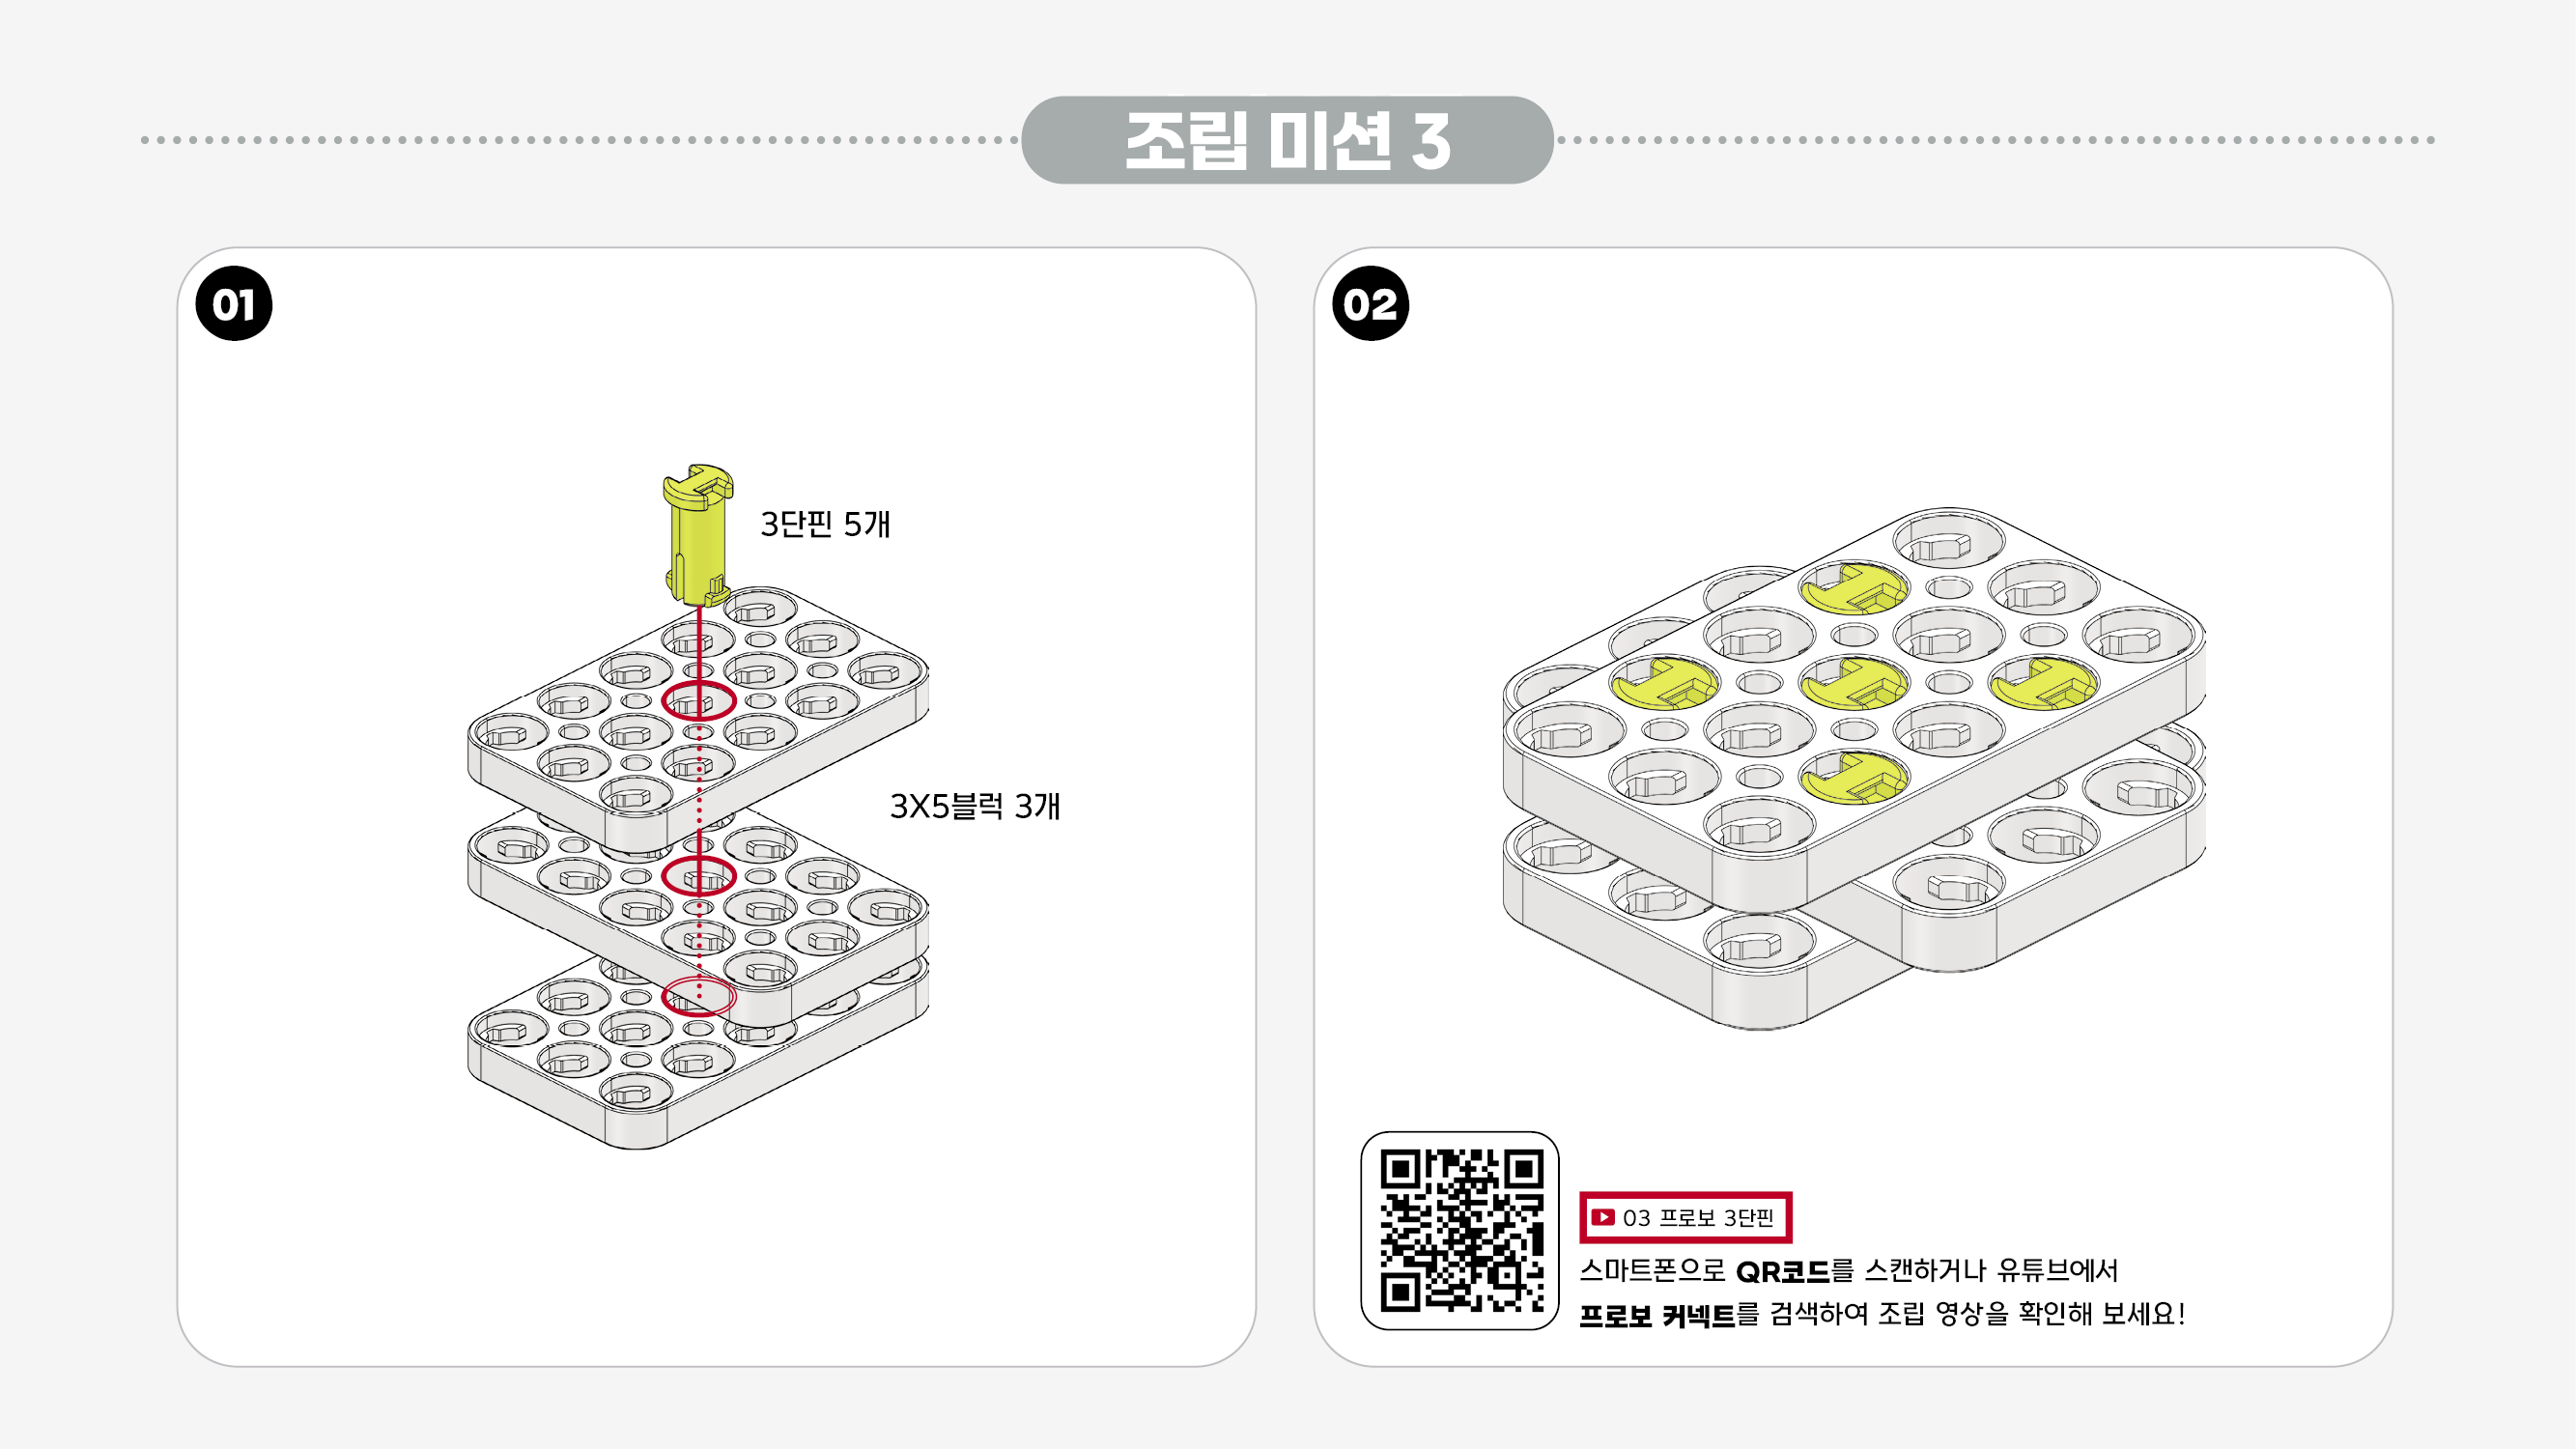 조립 미션 3
01
3단핀 5개
3X5블럭 3개
02
03 프로보 3단핀
스마트폰으로 QR코드를 스캔하거나 유튜브에서
프로보 커넥트를 검색하여 조립 영상을 확인해 보세요!